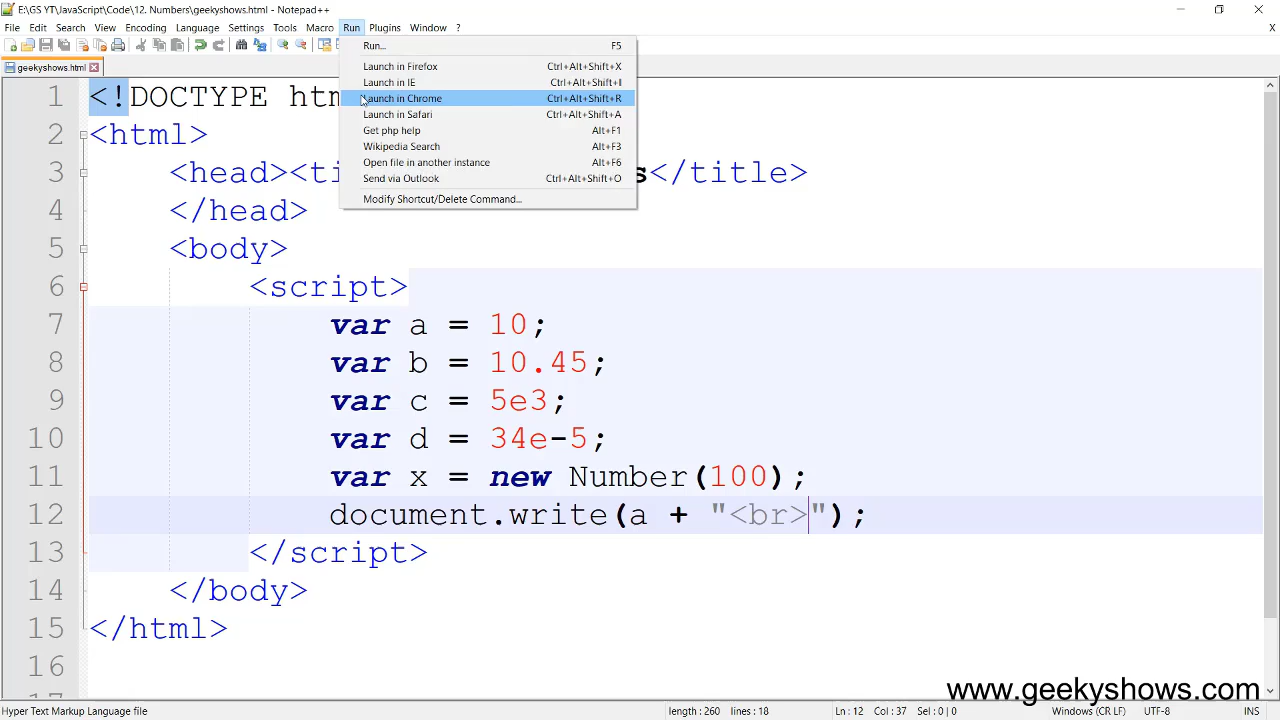 E:\GS YT\JavaScript\Code\12. Numbers\geekyshows.html - Notepad++
File Edit Search View Encoding Language Settings Tools Macro Run Plugins Window ?
Run... F5
geekyshows.html
Launch in Firefox Ctrl+Alt+Shift+X
Launch in IE Ctrl+Alt+Shift+I
Launch in Chrome Ctrl+Alt+Shift+R
Launch in Safari Ctrl+Alt+Shift+A
Get php help Alt+F1
Wikipedia Search Alt+F3
Open file in another instance Alt+F6
Send via Outlook Ctrl+Alt+Shift+O
Modify Shortcut/Delete Command...
1 <!DOCTYPE htm
2 <html>
3 <head><ti s</title>
4 </head>
5 <body>
6 <script>
7 var a = 10;
8 var b = 10.45;
9 var c = 5e3;
10 var d = 34e-5;
11 var x = new Number(100);
12 document.write(a + "<br>");
13 </script>
14 </body>
15 </html>
16
www.geekyshows.com
Hyper Text Markup Language file length : 260 lines : 18 Ln : 12 Col : 37 Sel : 0 | 0 Windows (CR LF) UTF-8 INS